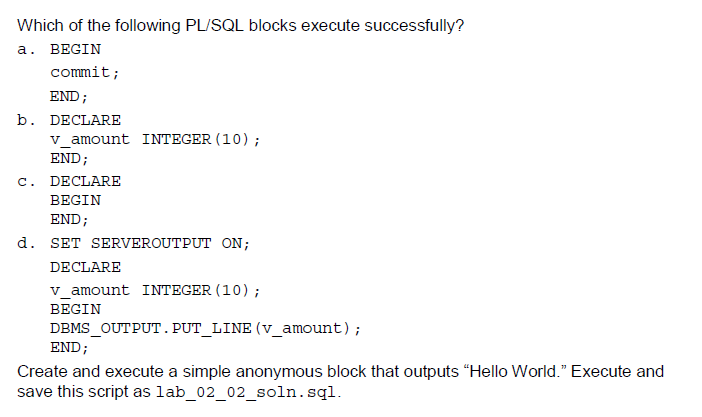 Which of the following PL/SQL blocks execute successfully?
a. BEGIN
commit;
END;
b. DECLARE
v_amount INTEGER(10);
END;
c. DECLARE
BEGIN
END;
d. SET SERVEROUTPUT ON;
DECLARE
v_amount INTEGER(10);
BEGIN
DBMS_OUTPUT.PUT_LINE(v_amount);
END;
Create and execute a simple anonymous block that outputs “Hello World.” Execute and
save this script as lab_02_02_soln.sql.